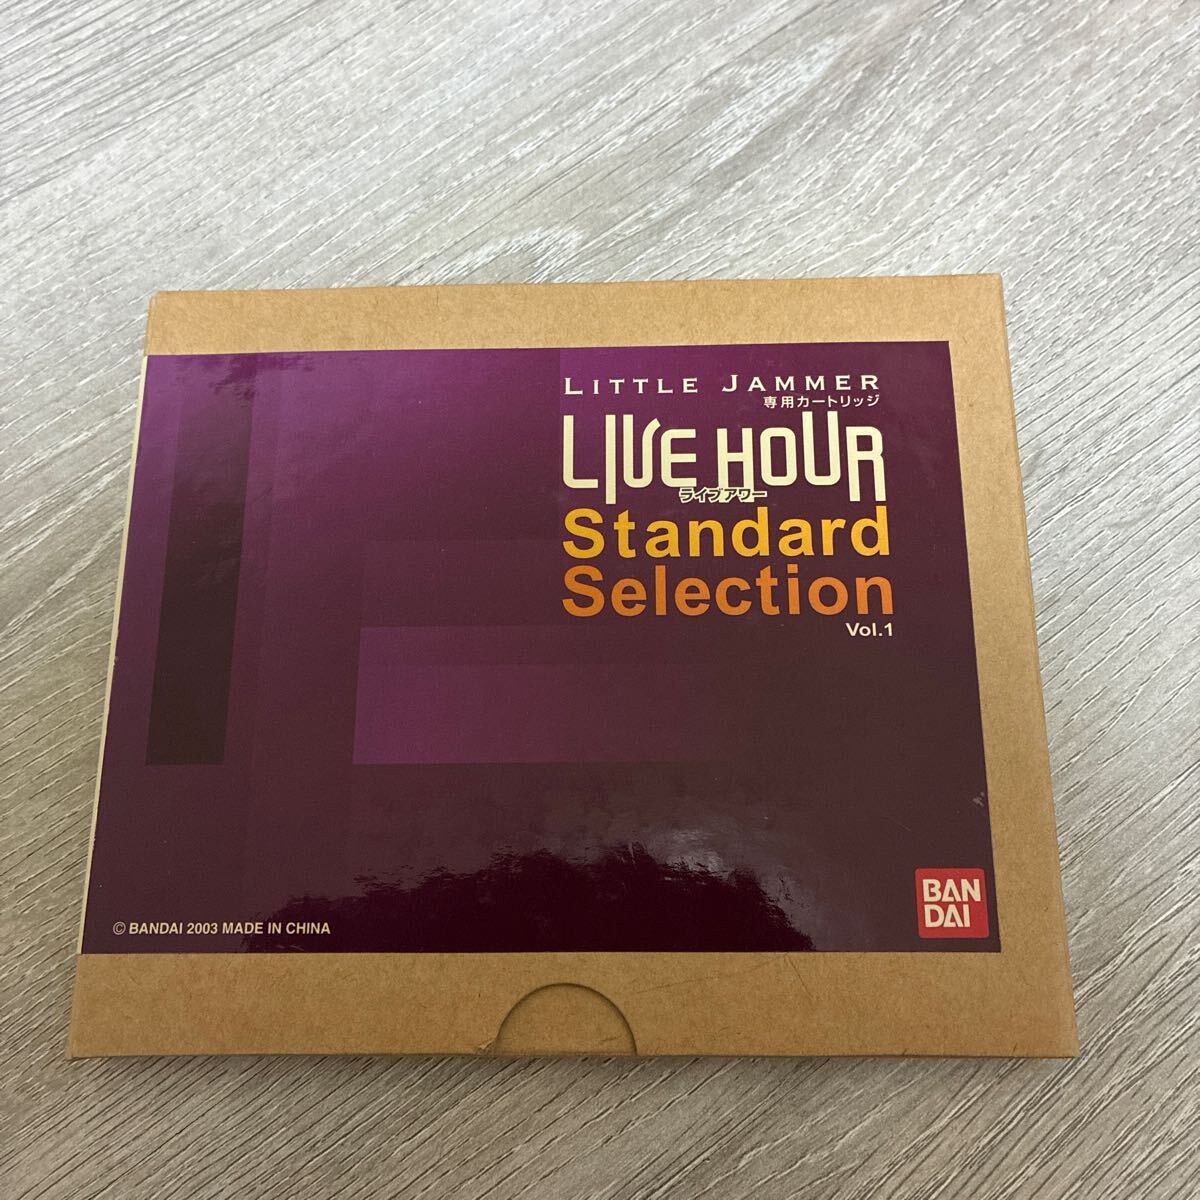 LITTLE JAMMER
専用カートリッジ
LIVE HOUR
ライブアワー
Standard
Selection
Vol.1
BAN
DAI
© BANDAI 2003 MADE IN CHINA